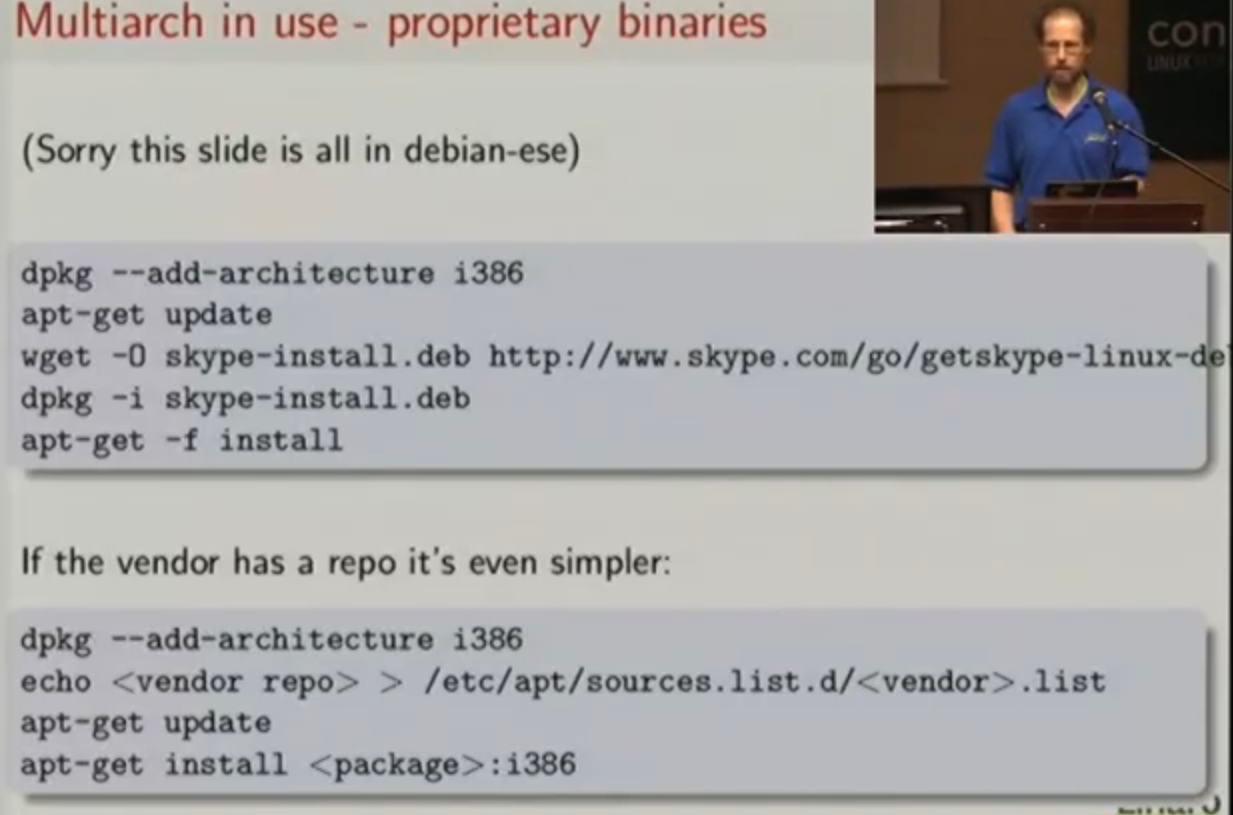 Multiarch in use - proprietary binaries
con
LINUX
(Sorry this slide is all in debian-ese)
dpkg --add-architecture i386
apt-get update
wget -O skype-install.deb http://www.skype.com/go/getskype-linux-de
dpkg -i skype-install.deb
apt-get -f install
If the vendor has a repo it's even simpler:
dpkg --add-architecture i386
echo <vendor repo> > /etc/apt/sources.list.d/<vendor>.list
apt-get update
apt-get install <package>:i386